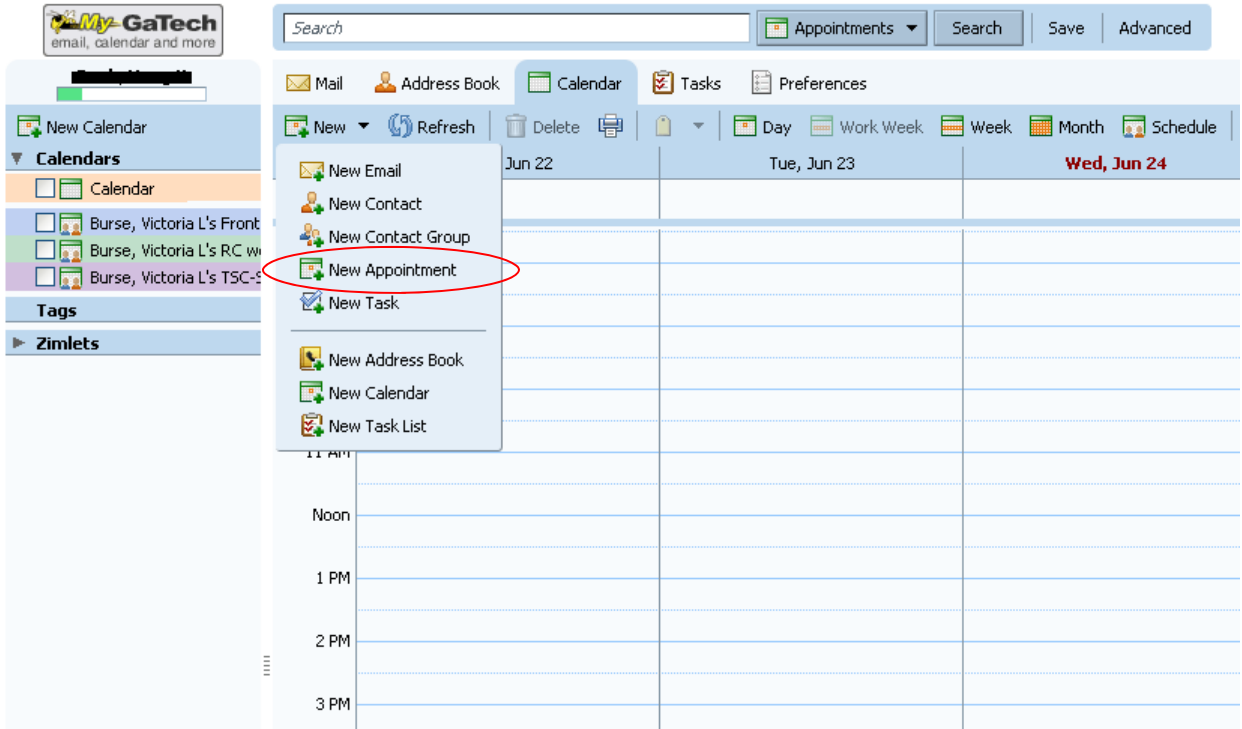 My-GaTech
email, calendar and more
Search
Appointments
Search
Save
Advanced
Mail
Address Book
Calendar
Tasks
Preferences
New Calendar
New
Refresh
Delete
Day
Work Week
Week
Month
Schedule
Calendars
Calendar
Burse, Victoria L's Front
Burse, Victoria L's RC
Burse, Victoria L's TSC-
Tags
Zimlets
New Email
New Contact
New Contact Group
New Appointment
New Task
New Address Book
New Calendar
New Task List
Jun 22
Tue, Jun 23
Wed, Jun 24
11 AM
Noon
1 PM
2 PM
3 PM